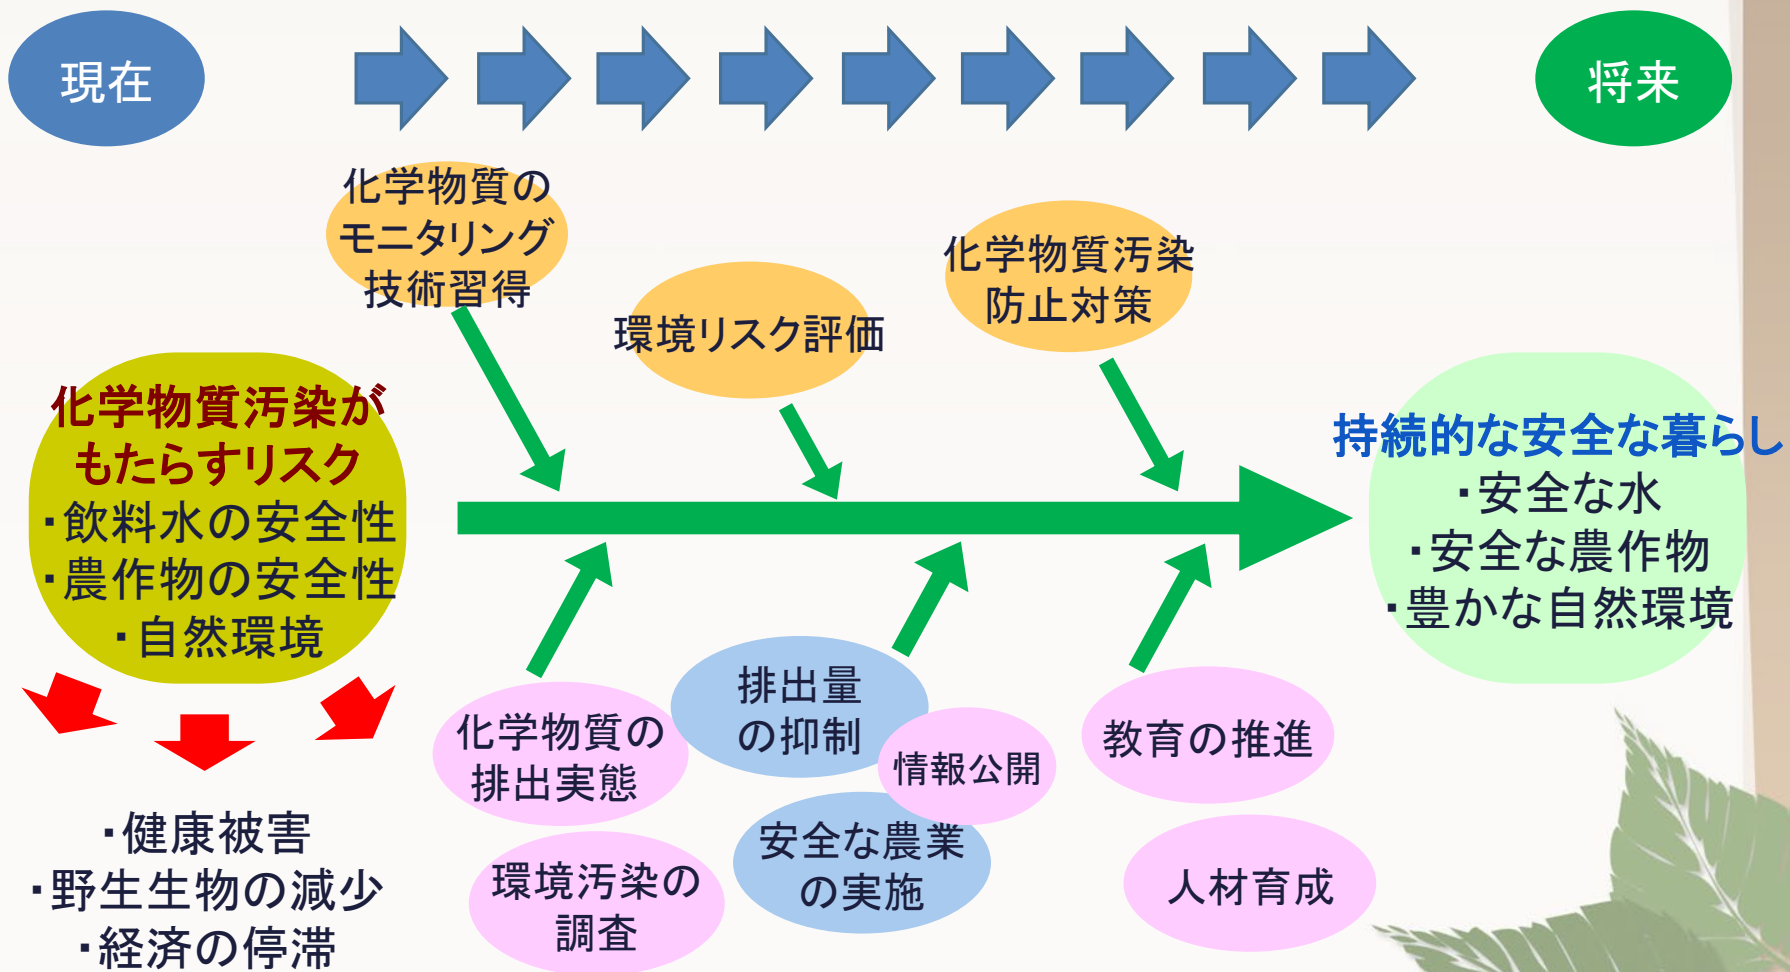 現在
将来
化学物質の
モニタリング
技術習得
環境リスク評価
化学物質汚染
防止対策
化学物質汚染が
もたらすリスク
・飲料水の安全性
・農作物の安全性
・自然環境
持続的な安全な暮らし
・安全な水
・安全な農作物
・豊かな自然環境
・健康被害
・野生生物の減少
・経済の停滞
化学物質の
排出実態
環境汚染の
調査
排出量
の抑制
情報公開
安全な農業
の実施
教育の推進
人材育成